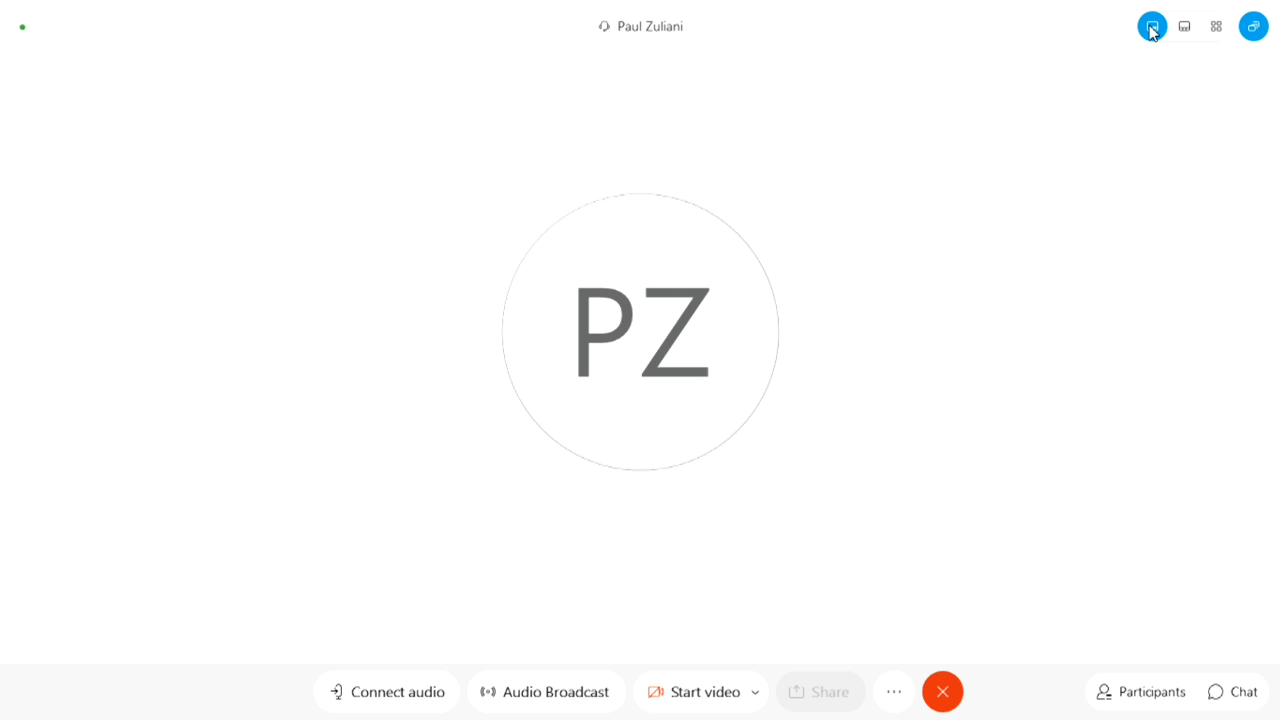 Paul Zuliani
PZ
Connect audio
Audio Broadcast
Start video
Share
Participants
Chat